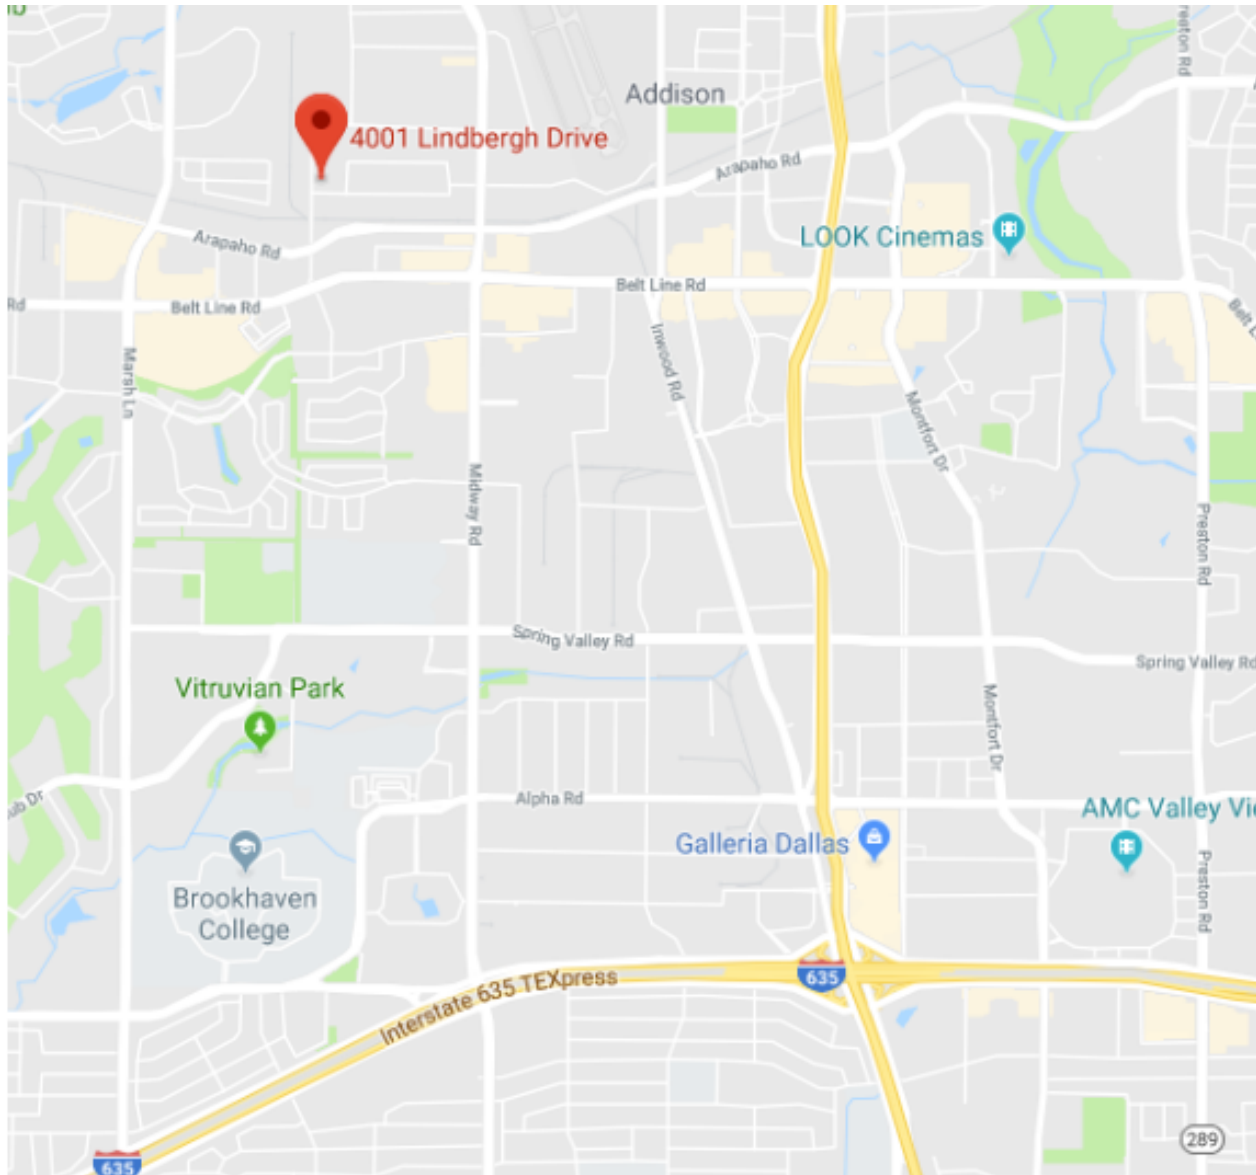 Preston Rd
Addison
4001 Lindbergh Drive
Arapaho Rd
Arapaho Rd
LOOK Cinemas
Belt Line Rd
Rd
Belt Line Rd
Inwood Rd
Marsh Ln
Montfort Dr
Midway Rd
Preston Rd
Spring Valley Rd
Spring Valley Rd
Vitruvian Park
Montfort Dr
Alpha Rd
AMC Valley Vi
Galleria Dallas
Preston Rd
Brookhaven
College
635
Interstate 635 TEXpress
289
635